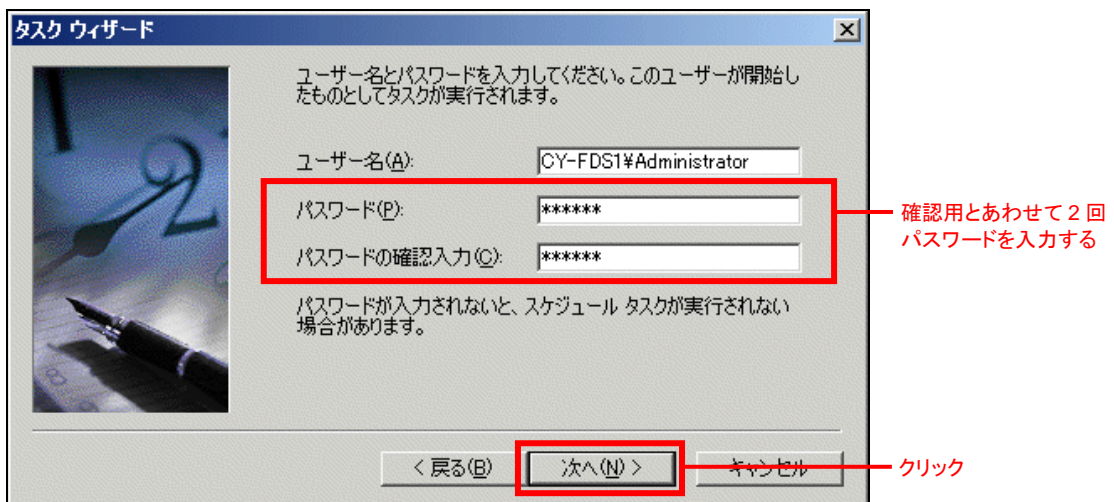 タスク ウィザード
ユーザー名とパスワードを入力してください。このユーザーが開始し
たものとしてタスクが実行されます。
ユーザー名(A):
CY-FDS1¥Administrator
パスワード(P):
******
パスワードの確認入力(C):
******
確認用とあわせて 2 回
パスワードを入力する
パスワードが入力されないと、スケジュール タスクが実行されない
場合があります。
< 戻る(B)
次へ(N) >
キャンセル
クリック